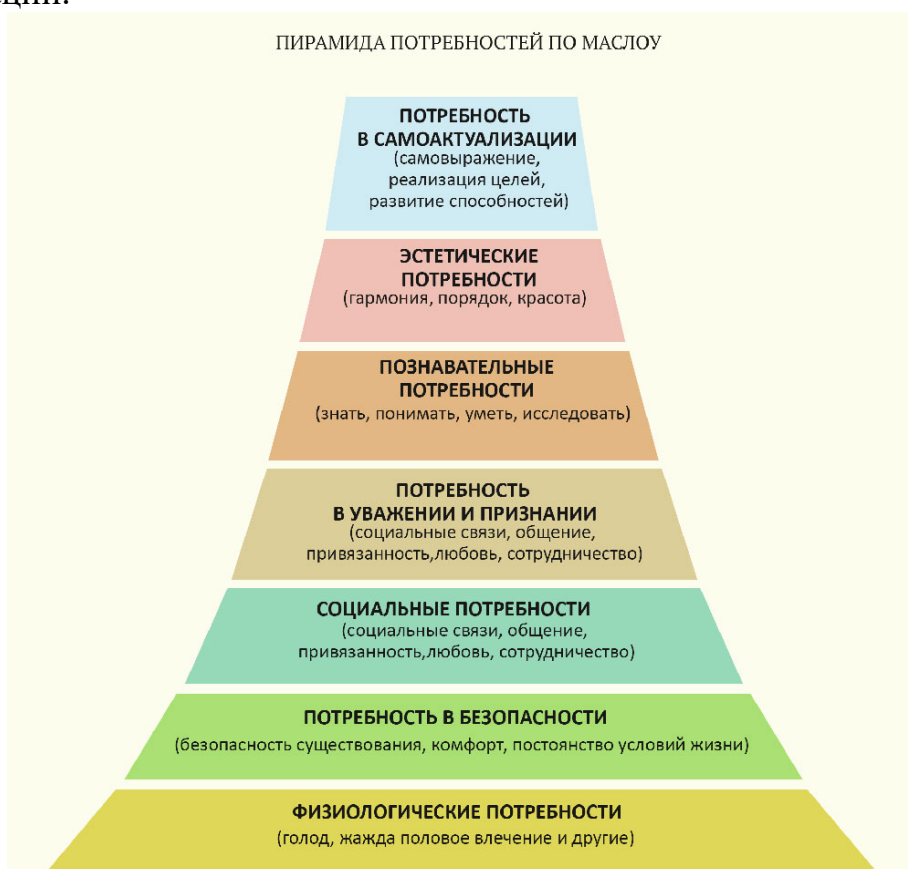 ПИРАМИДА ПОТРЕБНОСТЕЙ ПО МАСЛОУ
ПОТРЕБНОСТЬ
В САМОАКТУАЛИЗАЦИИ
(самовыражение,
реализация целей,
развитие способностей)
ЭСТЕТИЧЕСКИЕ
ПОТРЕБНОСТИ
(гармония, порядок, красота)
ПОЗНАВАТЕЛЬНЫЕ
ПОТРЕБНОСТИ
(знать, понимать, уметь, исследовать)
ПОТРЕБНОСТЬ
В УВАЖЕНИИ И ПРИЗНАНИИ
(социальные связи, общение,
привязанность,любовь, сотрудничество)
СОЦИАЛЬНЫЕ ПОТРЕБНОСТИ
(социальные связи, общение,
привязанность,любовь, сотрудничество)
ПОТРЕБНОСТЬ В БЕЗОПАСНОСТИ
(безопасность существования, комфорт, постоянство условий жизни)
ФИЗИОЛОГИЧЕСКИЕ ПОТРЕБНОСТИ
(голод, жажда половое влечение и другие)